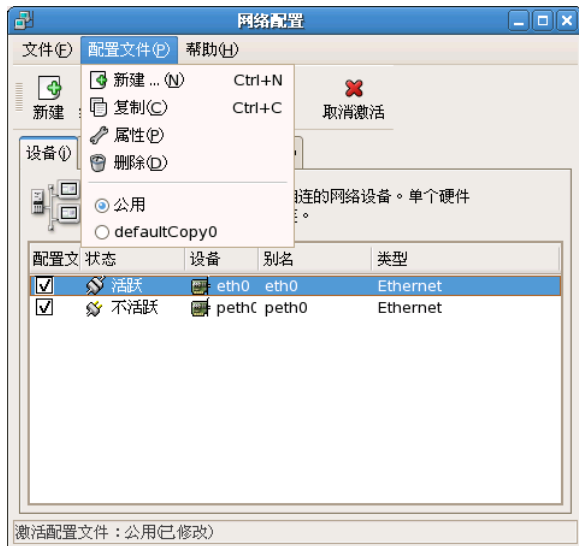 网络配置
文件(F) 配置文件(P) 帮助(H)
新建 ... (N) Ctrl+N
复制(C) Ctrl+C
属性(P)
删除(D)
公用
defaultCopy0
新建 取消激活
设备(I)
连的网络设备。单个硬件
。
配置文 状态 设备 别名 类型
活跃 eth0 eth0 Ethernet
不活跃 peth0 peth0 Ethernet
激活配置文件：公用(已修改)